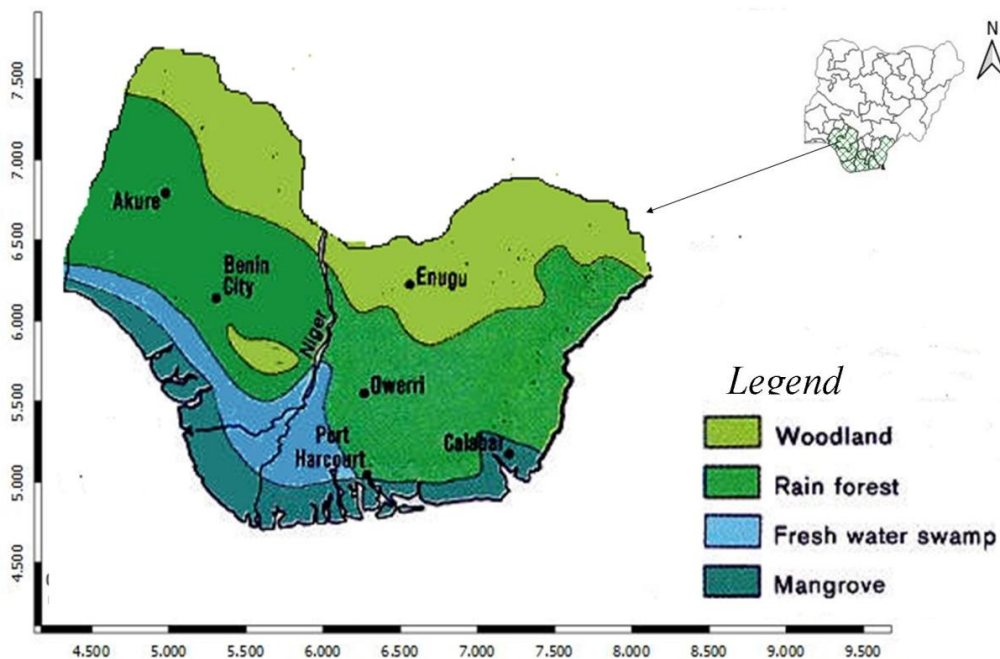 N
7.500
7.000
6.500
6.000
5.500
5.000
4.500
Akure
Benin
City
Enugu
Niger
Owerri
Port
Harcourt
Calabar
Legend
Woodland
Rain forest
Fresh water swamp
Mangrove
4.500 5.000 5.500 6.000 6.500 7.000 7.500 8.000 8.500 9.000 9.500